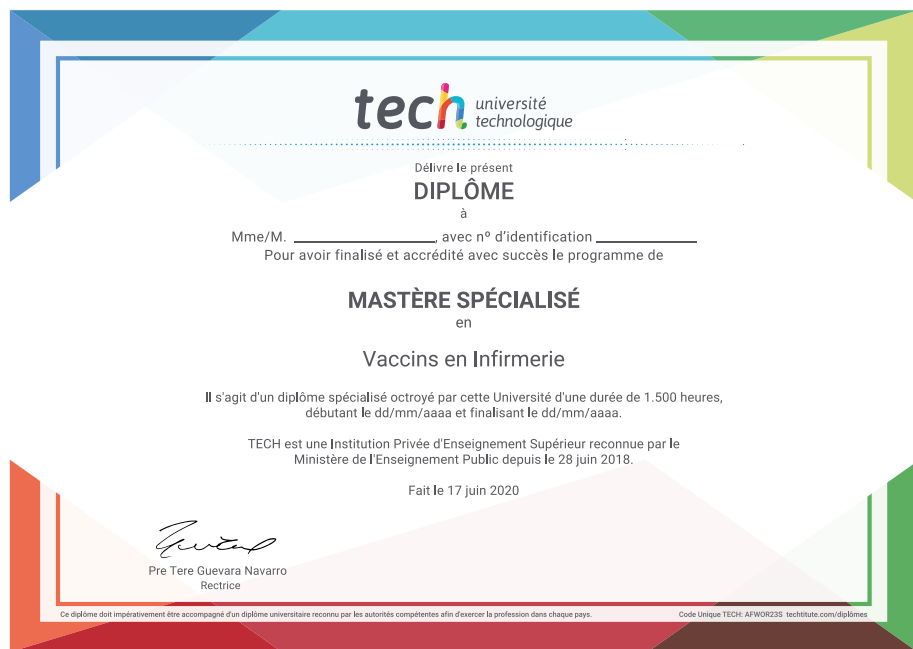 tech université
technologique
Délivre le présent
DIPLÔME
à
Mme/M. ____________, avec nº d'identification ____________
Pour avoir finalisé et accrédité avec succès le programme de
MASTÈRE SPÉCIALISÉ
en
Vaccins en Infirmerie
Il s'agit d'un diplôme spécialisé octroyé par cette Université d'une durée de 1.500 heures,
débutant le dd/mm/aaaa et finalisant le dd/mm/aaaa.
TECH est une Institution Privée d'Enseignement Supérieur reconnue par le
Ministère de l'Enseignement Public depuis le 28 juin 2018.
Fait le 17 juin 2020
Pre Tere Guevara Navarro
Rectrice
Ce diplôme doit impérativement être accompagné d'un diplôme universitaire reconnu par les autorités compétentes afin d'exercer la profession dans chaque pays.
Code Unique TECH: AFWOR23S techtitute.com/diplômes